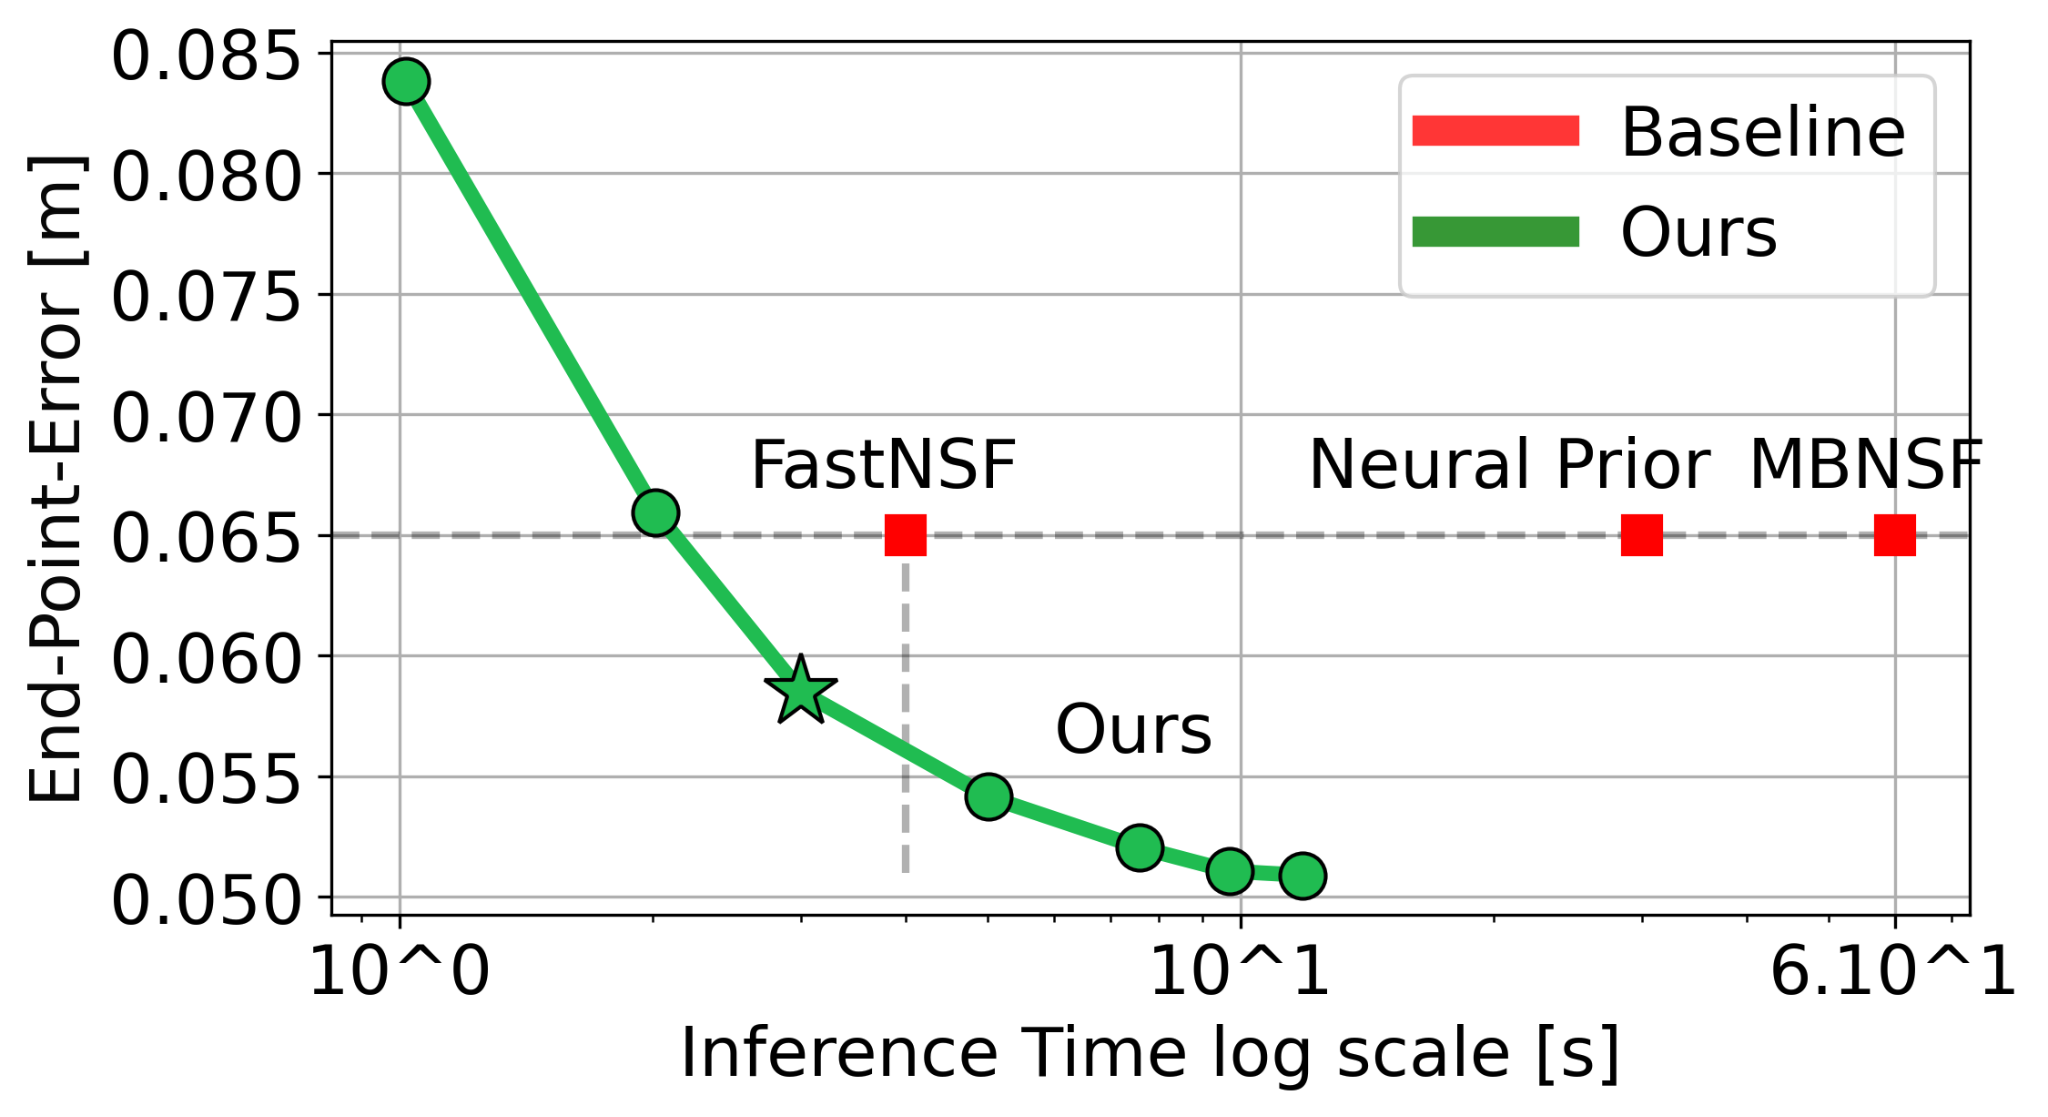 End-Point-Error [m]
0.085
0.080
0.075
0.070
0.065
0.060
0.055
0.050
Baseline
Ours
FastNSF
Neural Prior
MBNSF
Ours
10^0
10^1
6.10^1
Inference Time log scale [s]